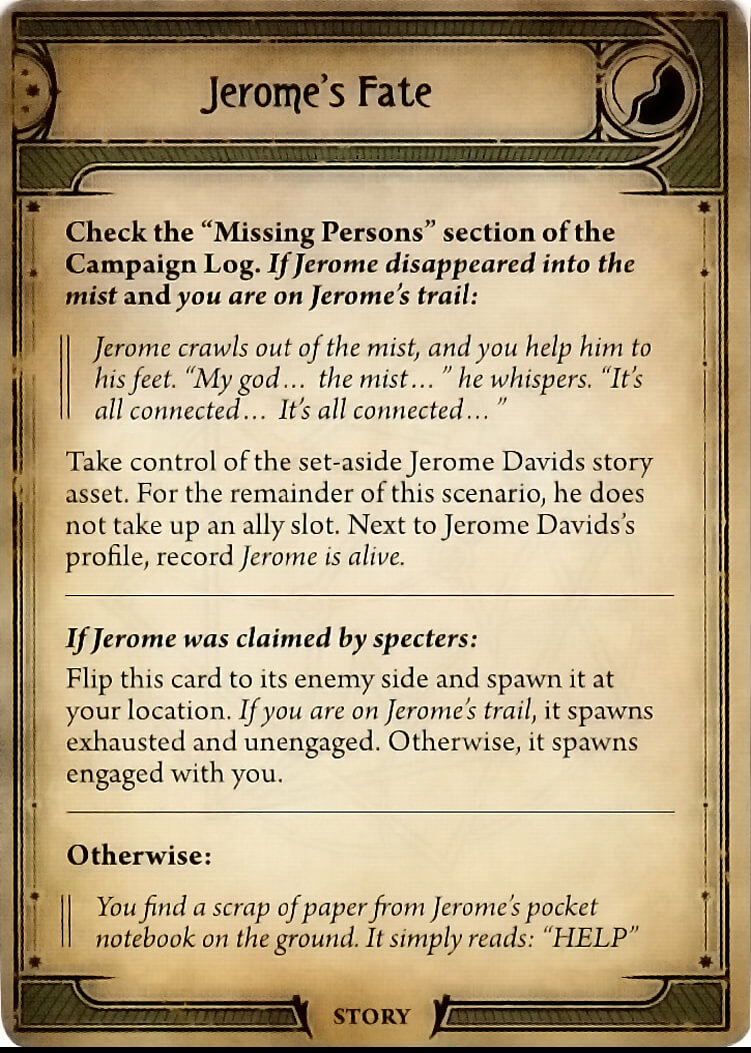 Jerome's Fate
Check the “Missing Persons” section of the
Campaign Log. If Jerome disappeared into the
mist and you are on Jerome's trail:
Jerome crawls out of the mist, and you help him to
his feet. “My god… the mist…” he whispers. “It's
all connected… It's all connected…”
Take control of the set-aside Jerome Davids story
asset. For the remainder of this scenario, he does
not take up an ally slot. Next to Jerome Davids's
profile, record Jerome is alive.
If Jerome was claimed by specters:
Flip this card to its enemy side and spawn it at
your location. If you are on Jerome's trail, it spawns
exhausted and unengaged. Otherwise, it spawns
engaged with you.
Otherwise:
You find a scrap of paper from Jerome's pocket
notebook on the ground. It simply reads: “HELP”
STORY